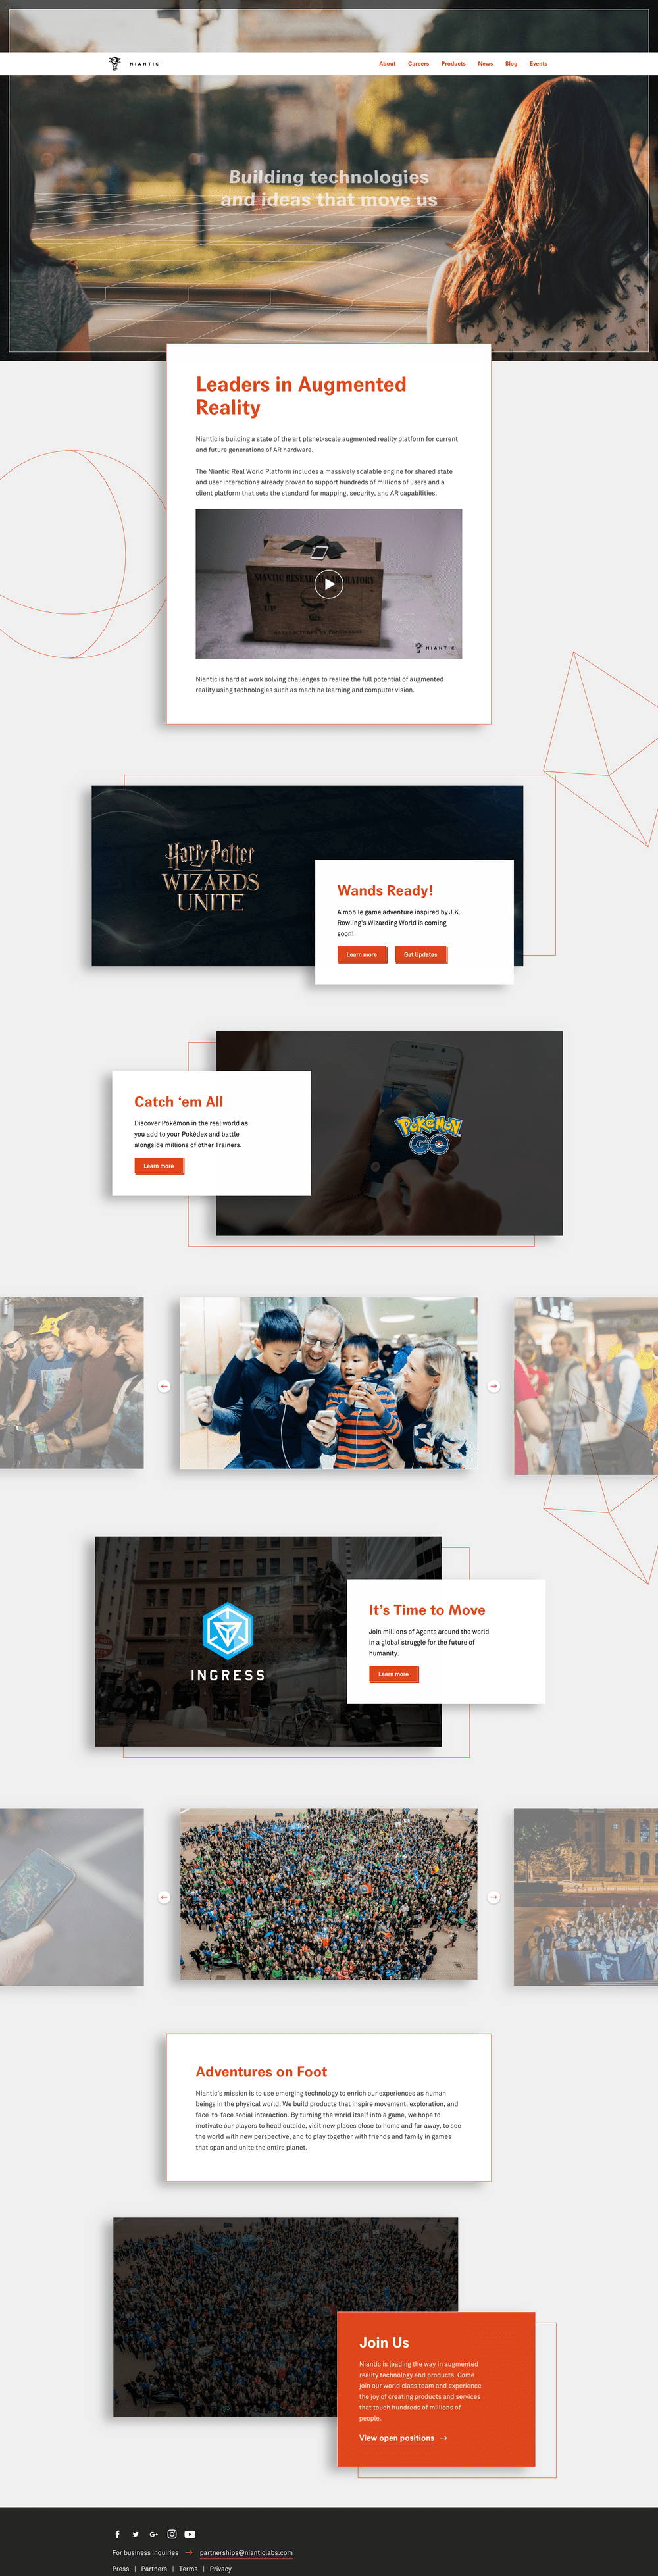 NIANTIC
About Careers Products News Blog Events
Building technologies
and ideas that move us
Leaders in Augmented
Reality
Niantic is building a state of the art planet-scale augmented reality platform for current
and future generations of AR hardware.
The Niantic Real World Platform includes a massively scalable engine for shared state
and user interactions already proven to support hundreds of millions of users and a
client platform that sets the standard for mapping, security, and AR capabilities.
NIANTIC
Niantic is hard at work solving challenges to realize the full potential of augmented
reality using technologies such as machine learning and computer vision.
Harry Potter
WIZARDS
UNITE
Wands Ready!
A mobile game adventure inspired by J.K.
Rowling's Wizarding World is coming
soon!
Learn more Get Updates
Catch ‘em All
Discover Pokémon in the real world as
you add to your Pokédex and battle
alongside millions of other Trainers.
Learn more
POKÉMON
GO
INGRESS
It’s Time to Move
Join millions of Agents around the world
in a global struggle for the future of
humanity.
Learn more
Adventures on Foot
Niantic’s mission is to use emerging technology to enrich our experiences as human
beings in the physical world. We build products that inspire movement, exploration, and
face-to-face social interaction. By turning the world itself into a game, we hope to
motivate our players to head outside, visit new places close to home and far away, to see
the world with new perspective, and to play together with friends and family in games
that span and unite the entire planet.
Join Us
Niantic is leading the way in augmented
reality technology and products. Come
join our world class team and experience
the joy of creating products and services
that touch hundreds of millions of
people.
View open positions →
For business inquiries → partnerships@nianticlabs.com
Press | Partners | Terms | Privacy